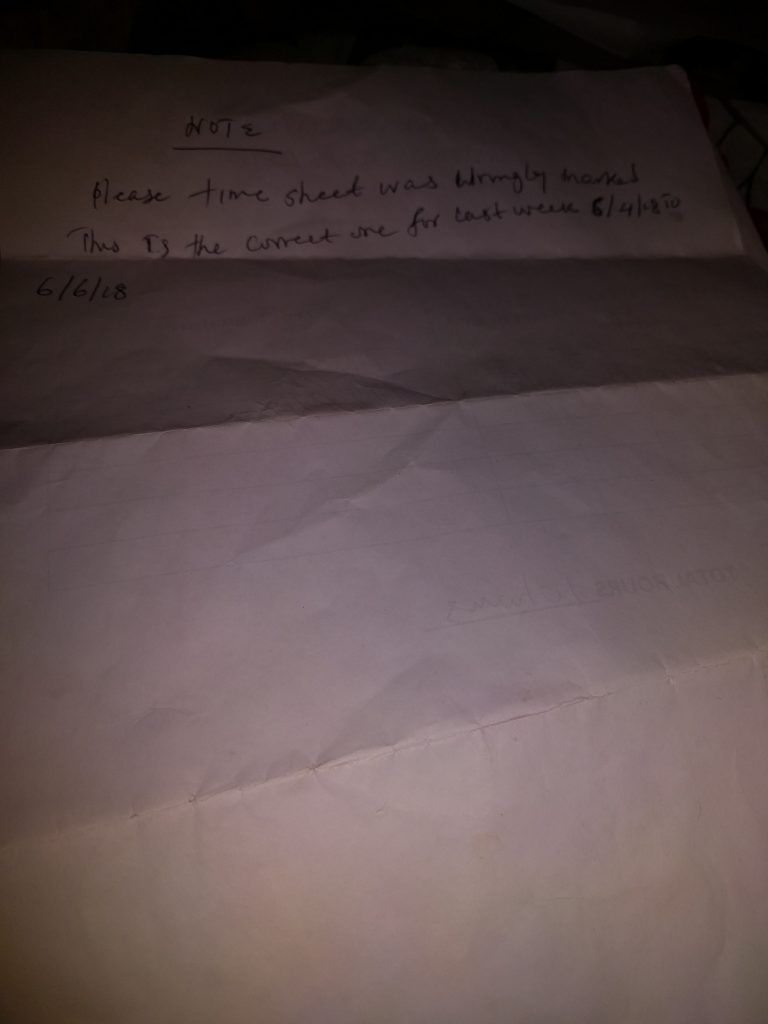 NOTE
Please time sheet was wrongly marked
This Is the correct one for last week 6/4/18 to
6/6/18
TOTAL HOURS